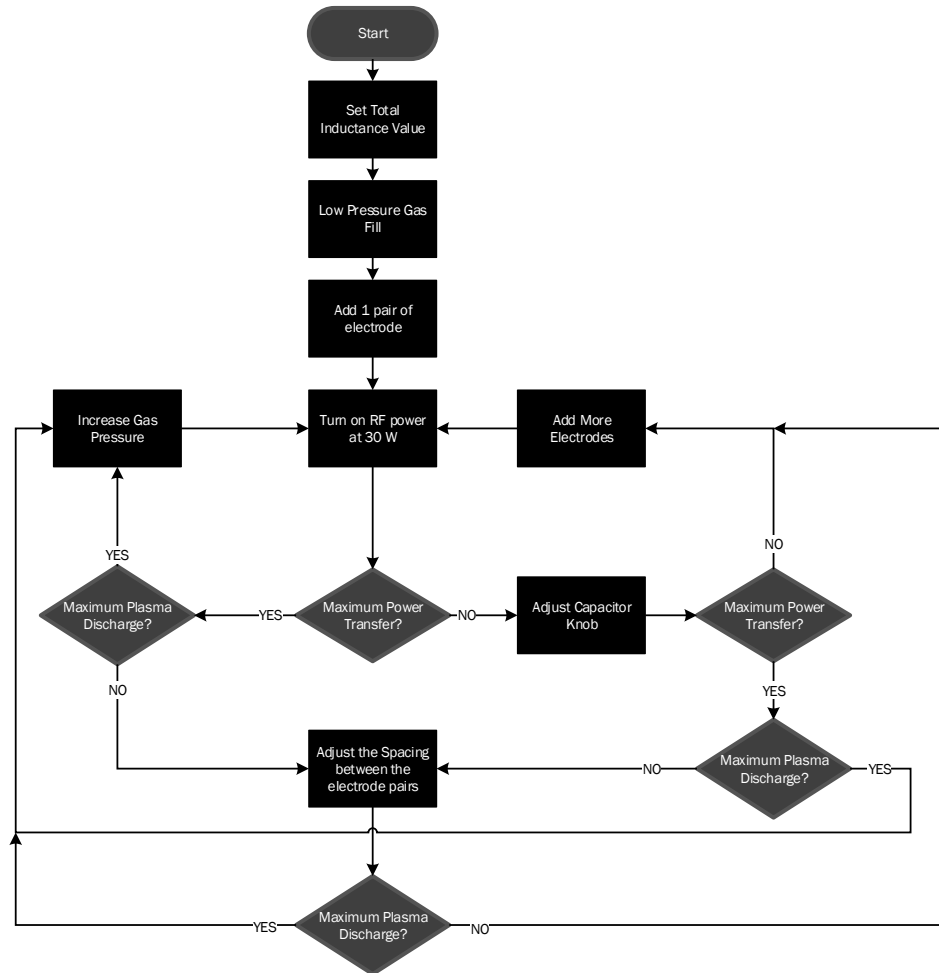 Start
Set Total
Inductance Value
Low Pressure Gas
Fill
Add 1 pair of
electrode
Increase Gas
Pressure
Turn on RF power
at 30 W
Add More
Electrodes
YES
NO
Maximum Plasma
Discharge?
YES
Maximum Power
Transfer?
NO
Adjust Capacitor
Knob
Maximum Power
Transfer?
NO
YES
Adjust the Spacing
between the
electrode pairs
NO
Maximum Plasma
Discharge?
YES
YES
Maximum Plasma
Discharge?
NO